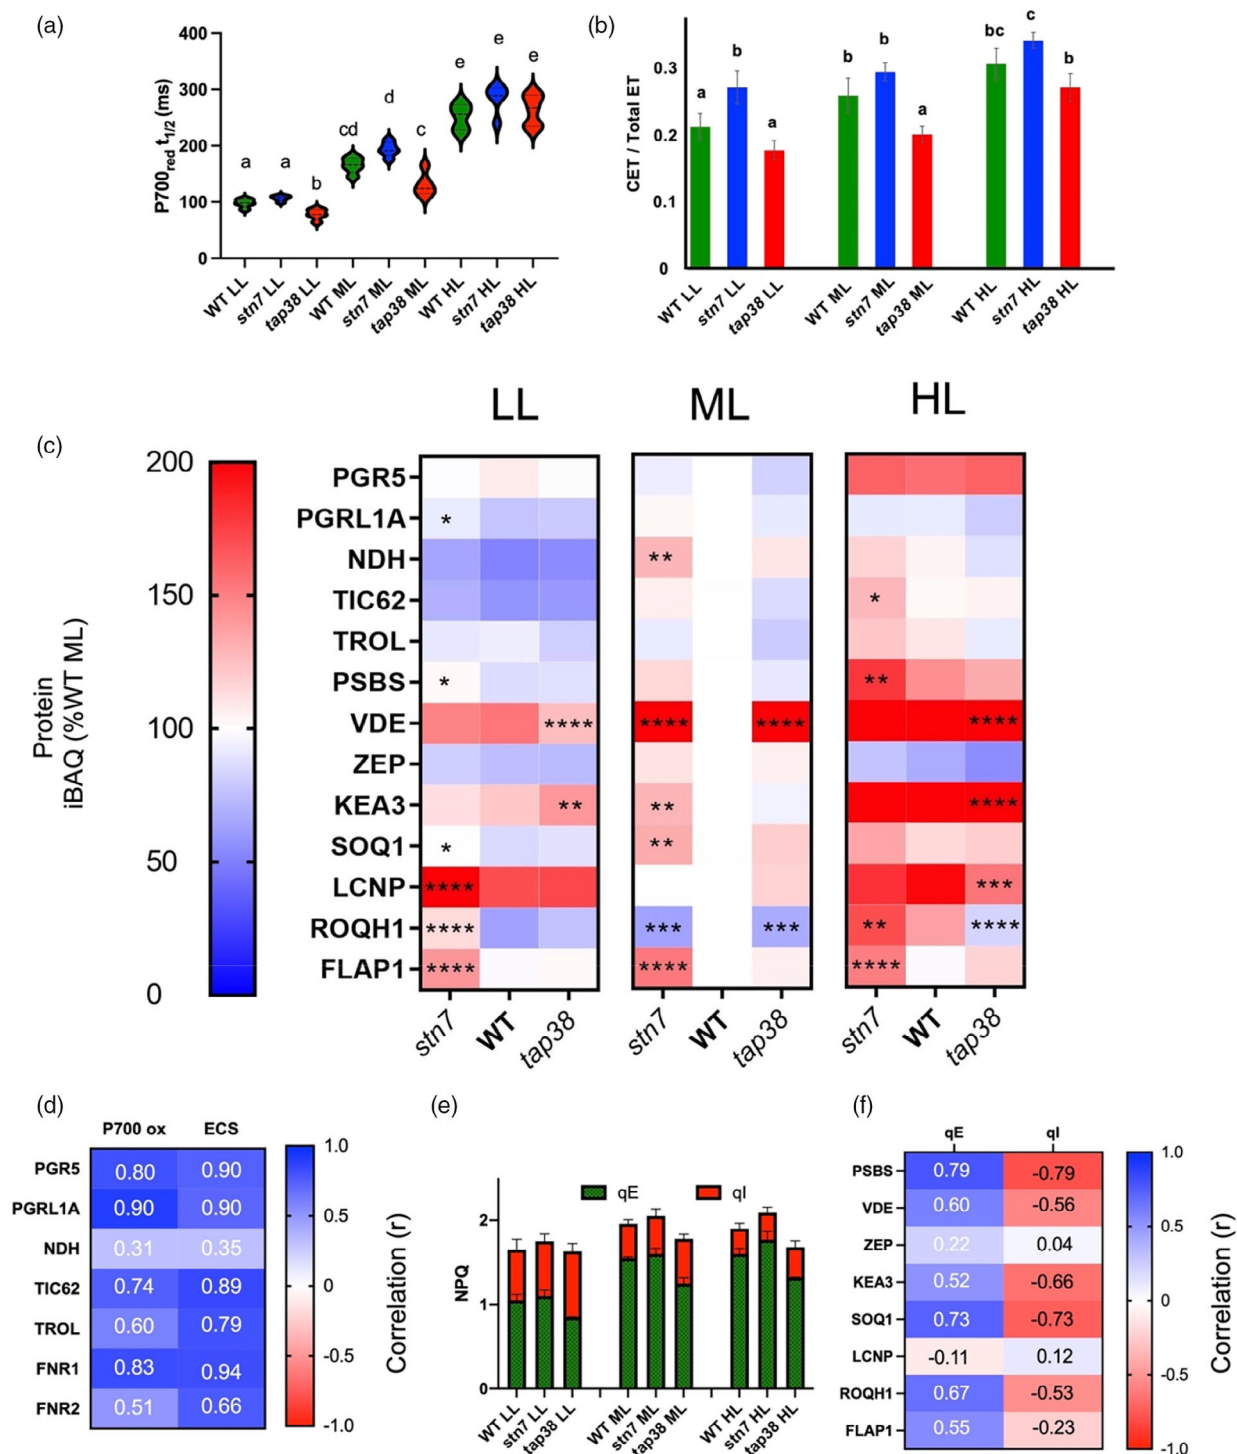 (a)
400
300
200
100
0
P700red t1/2 (ms)
a
a
b
cd
d
c
e
e
e
WT LL
stn7 LL
tap38 LL
WT ML
stn7 ML
tap38 ML
WT HL
stn7 HL
tap38 HL
(b)
0.3
0.2
0.1
0
CET / Total ET
a
b
a
b
b
a
bc
c
b
WT LL
stn7 LL
tap38 LL
WT ML
stn7 ML
tap38 ML
WT HL
stn7 HL
tap38 HL
(c)
LL
ML
HL
Protein
iBAQ (%WT ML)
200
150
100
50
0
PGR5
PGRL1A *
NDH **
TIC62 *
TROL
PSBS * **
VDE **** **** **** ****
ZEP
KEA3 ** ** ****
SOQ1 * **
LCNP **** ***
ROQH1 **** *** *** ** ****
FLAP1 **** **** ****
stn7 WT tap38
stn7 WT tap38
stn7 WT tap38
(d)
P700 ox ECS
PGR5 0.80 0.90
PGRL1A 0.90 0.90
NDH 0.31 0.35
TIC62 0.74 0.89
TROL 0.60 0.79
FNR1 0.83 0.94
FNR2 0.51 0.66
1.0
0.5
0
-0.5
-1.0
Correlation (r)
(e)
qE qI
NPQ
2
1
0
WT LL
stn7 LL
tap38 LL
WT ML
stn7 ML
tap38 ML
WT HL
stn7 HL
tap38 HL
(f)
qE qI
PSBS 0.79 -0.79
VDE 0.60 -0.56
ZEP 0.22 0.04
KEA3 0.52 -0.66
SOQ1 0.73 -0.73
LCNP -0.11 0.12
ROQH1 0.67 -0.53
FLAP1 0.55 -0.23
1.0
0.5
0
-0.5
-1.0
Correlation (r)